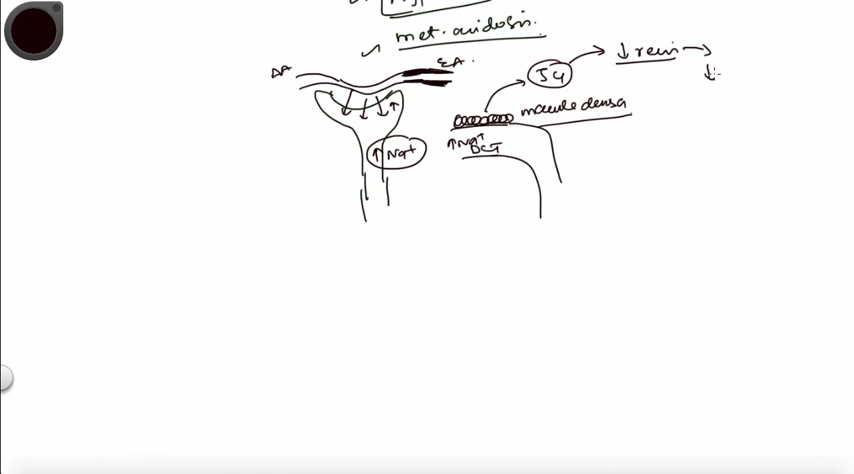 met. acidosis.
AA
EA.
JG → ↓ renin →
macula densa
↑ Na+
↑ Na+
DCT